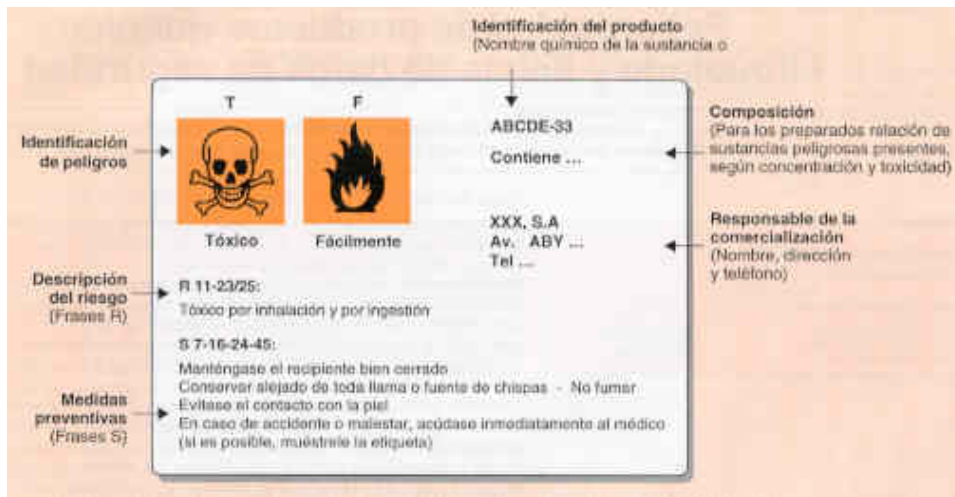 Identificación del producto
(Nombre químico de la sustancia o
T F
Identificación
de peligros
ABCDE-33
Contiene ...
Composición
(Para los preparados relación de
sustancias peligrosas presentes,
según concentración y toxicidad)
Tóxico Fácilmente
XXX, S.A
Av. ABY ...
Tel ...
Responsable de la
comercialización
(Nombre, dirección
y teléfono)
Descripción
del riesgo
(Frases R)
R 11-23/25:
Tóxico por inhalación y por ingestión
S 7-16-24-45:
Manténgase el recipiente bien cerrado
Conservar alejado de toda llama o fuente de chispas - No fumar
Evítese el contacto con la piel
En caso de accidente o malestar, acúdase inmediatamente al médico
(si es posible, muéstrele la etiqueta)
Medidas
preventivas
(Frases S)